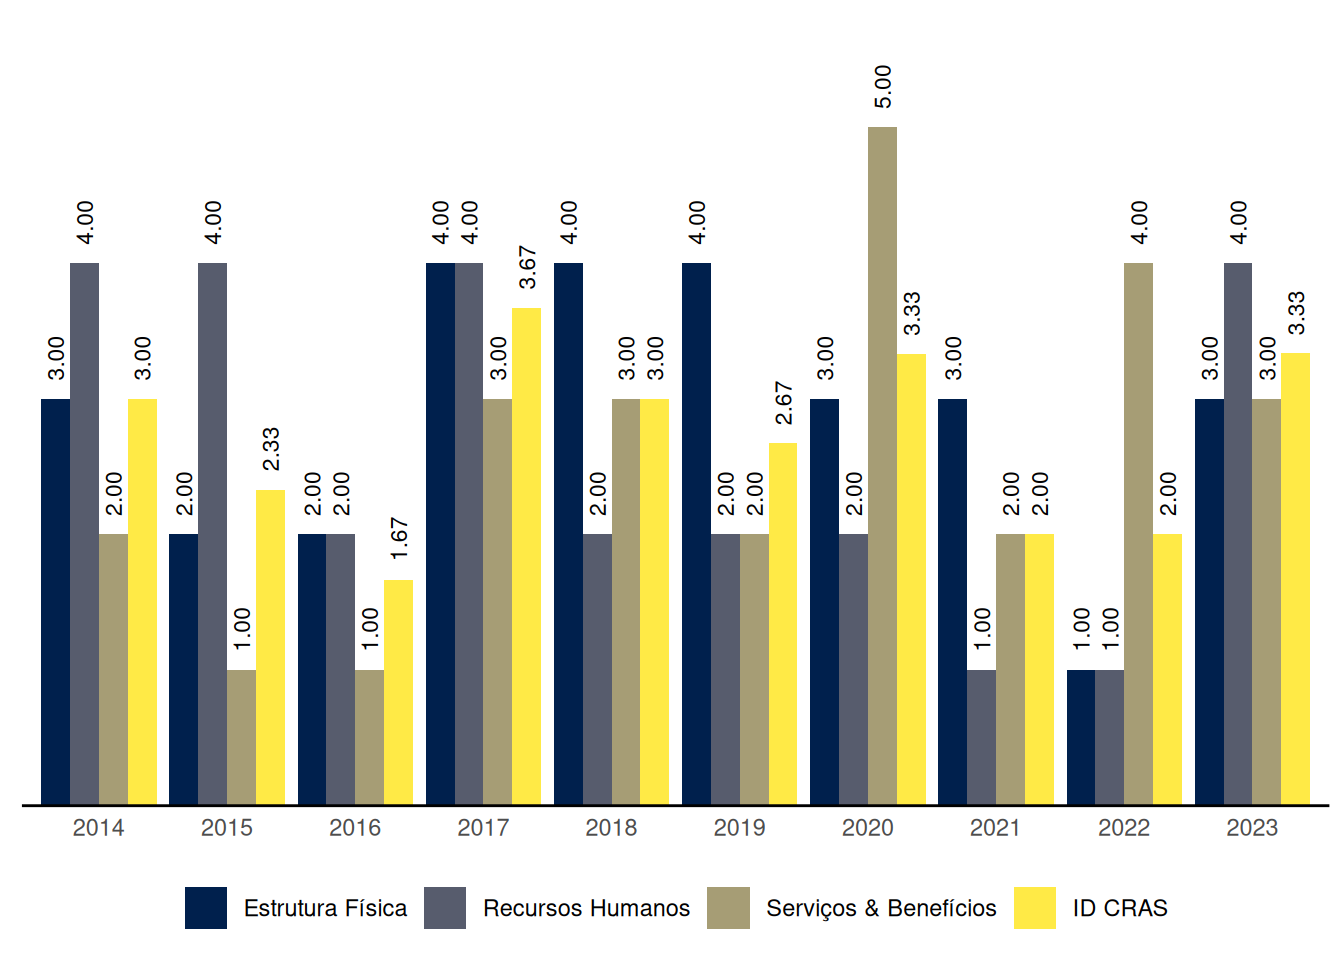 5.00
4.00 4.00 4.00 4.00 4.00 4.00 4.00 4.00
3.67
3.33 3.33
3.00 3.00 3.00 3.00 3.00 3.00 3.00 3.00 3.00
2.67
2.33
2.00 2.00 2.00 2.00 2.00 2.00 2.00 2.00 2.00 2.00 2.00
1.67
1.00 1.00 1.00 1.00 1.00
2014 2015 2016 2017 2018 2019 2020 2021 2022 2023
Estrutura Física Recursos Humanos Serviços & Benefícios ID CRAS